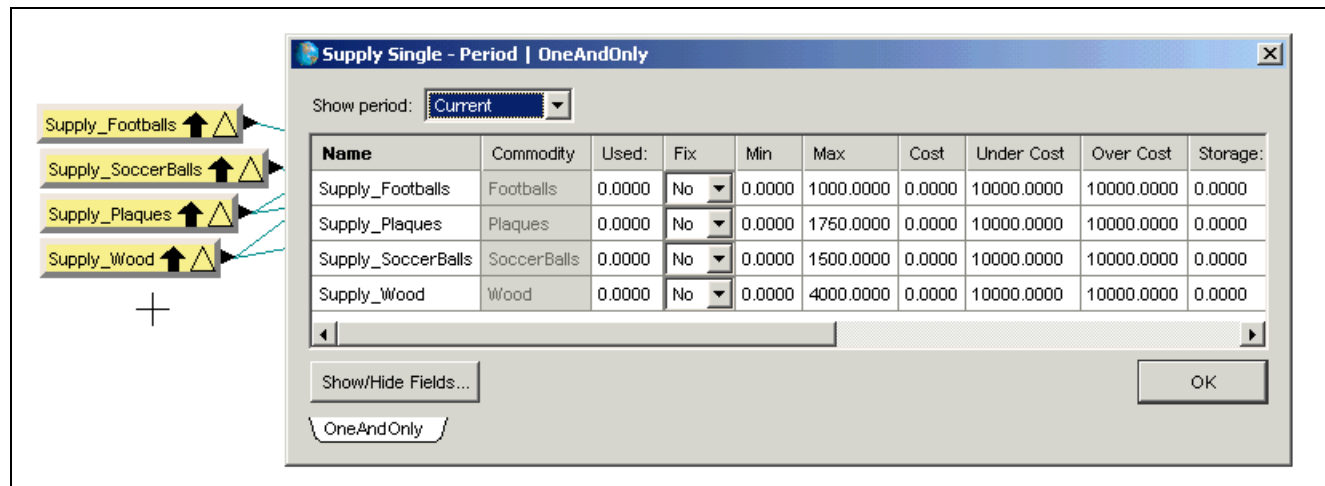 Supply Single - Period | OneAndOnly
Show period: Current
Supply_Footballs
Supply_SoccerBalls
Supply_Plaques
Supply_Wood
Name Commodity Used: Fix Min Max Cost Under Cost Over Cost Storage:
Supply_Footballs Footballs 0.0000 No 0.0000 1000.0000 0.0000 10000.0000 10000.0000 0.0000
Supply_Plaques Plaques 0.0000 No 0.0000 1750.0000 0.0000 10000.0000 10000.0000 0.0000
Supply_SoccerBalls SoccerBalls 0.0000 No 0.0000 1500.0000 0.0000 10000.0000 10000.0000 0.0000
Supply_Wood Wood 0.0000 No 0.0000 4000.0000 0.0000 10000.0000 10000.0000 0.0000
Show/Hide Fields... OK
OneAndOnly